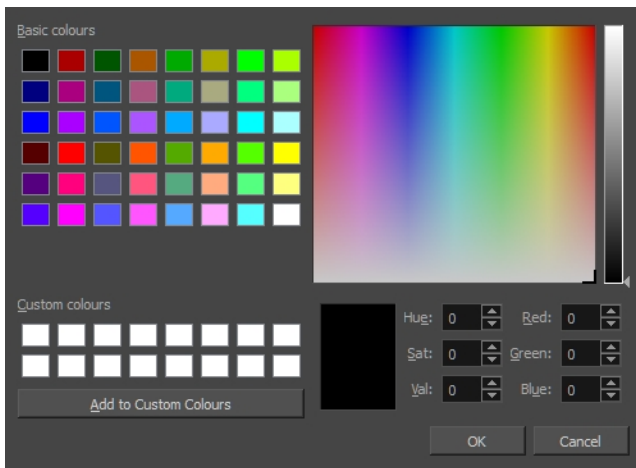 Basic colours
Custom colours
Hue: 0 Red: 0
Sat: 0 Green: 0
Val: 0 Blue: 0
Add to Custom Colours
OK Cancel